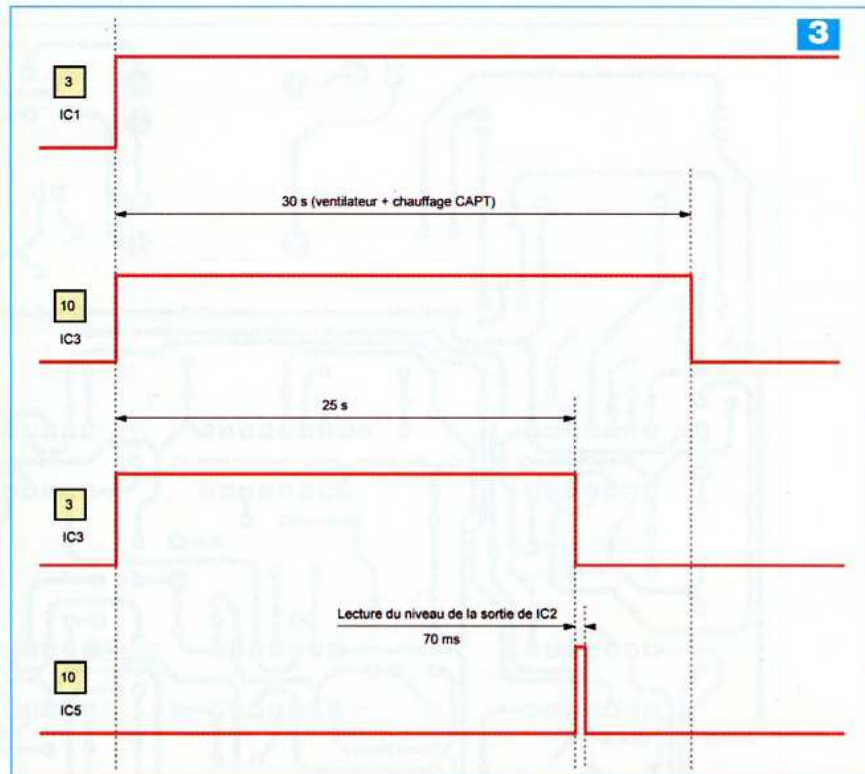 3
3
IC1
30 s (ventilateur + chauffage CAPT)
10
IC3
25 s
3
IC3
Lecture du niveau de la sortie de IC2
70 ms
10
IC5